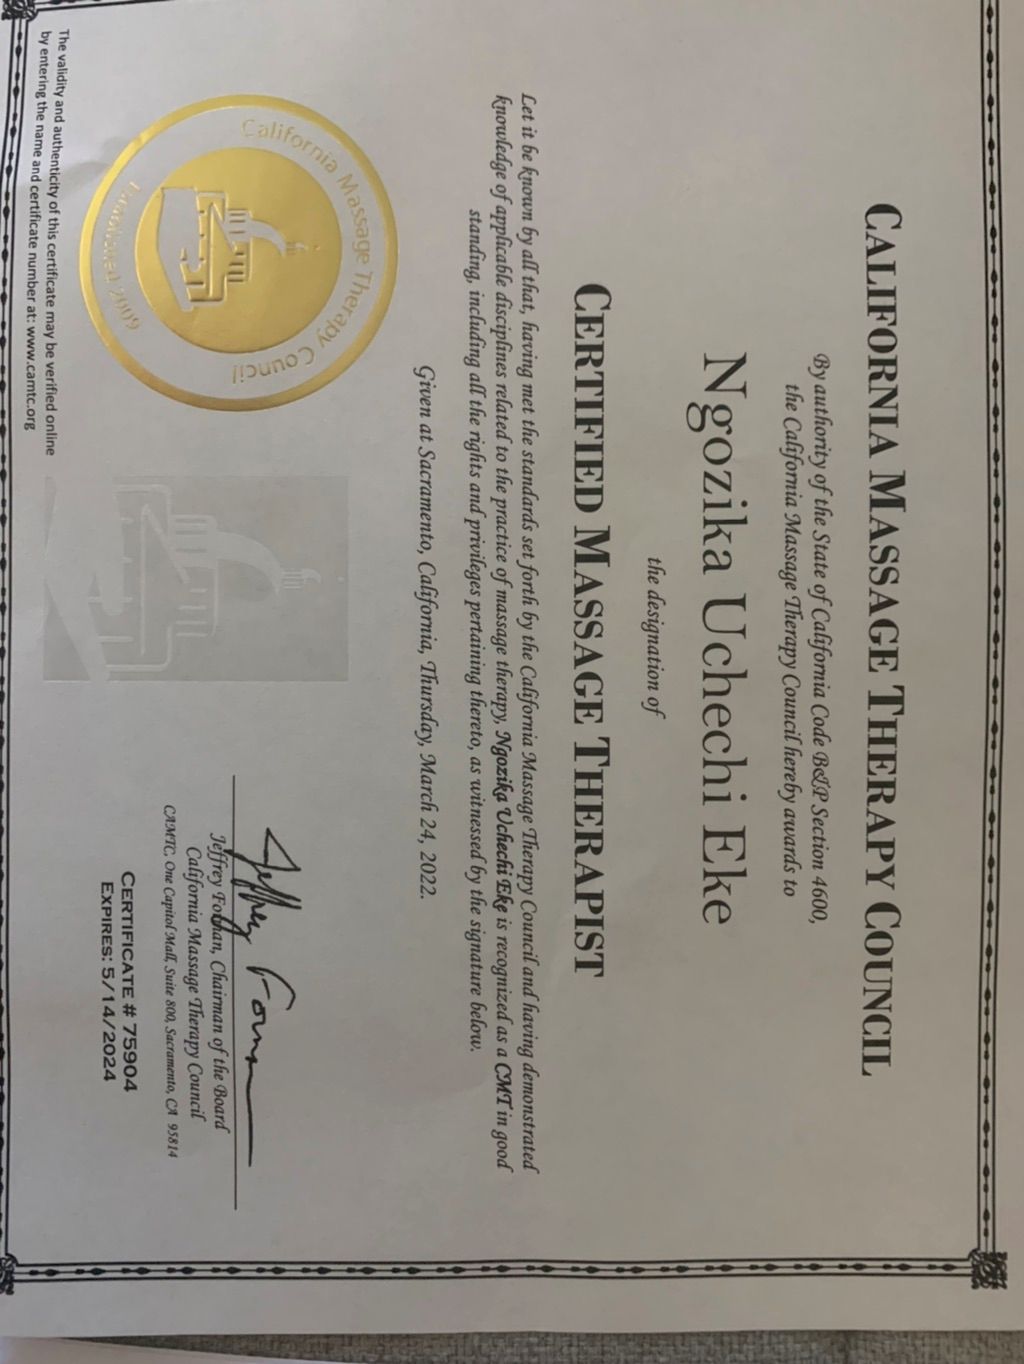 CALIFORNIA MASSAGE THERAPY COUNCIL
By authority of the State of California Code B&P Section 4600,
the California Massage Therapy Council hereby awards to
Ngozika Uchechi Eke
the designation of
CERTIFIED MASSAGE THERAPIST
Let it be known by all that, having met the standards set forth by the California Massage Therapy Council and having demonstrated
knowledge of applicable disciplines related to the practice of massage therapy, Ngozika Uchechi Eke is recognized as a CMT in good
standing, including all the rights and privileges pertaining thereto, as witnessed by the signature below.
Given at Sacramento, California, Thursday, March 24, 2022.
California Massage Therapy Council
Established 2009
Jeffrey Forman, Chairman of the Board
California Massage Therapy Council
CAMTC, One Capitol Mall, Suite 800, Sacramento, CA 95814
CERTIFICATE # 75904
EXPIRES: 5/14/2024
The validity and authenticity of this certificate may be verified online
by entering the name and certificate number at: www.camtc.org